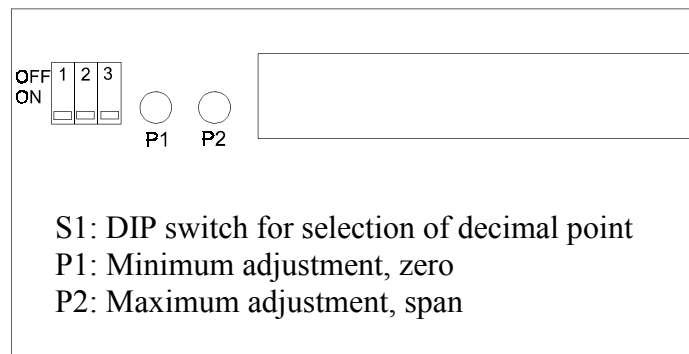 OFF 1 2 3
ON
P1 P2
S1: DIP switch for selection of decimal point
P1: Minimum adjustment, zero
P2: Maximum adjustment, span